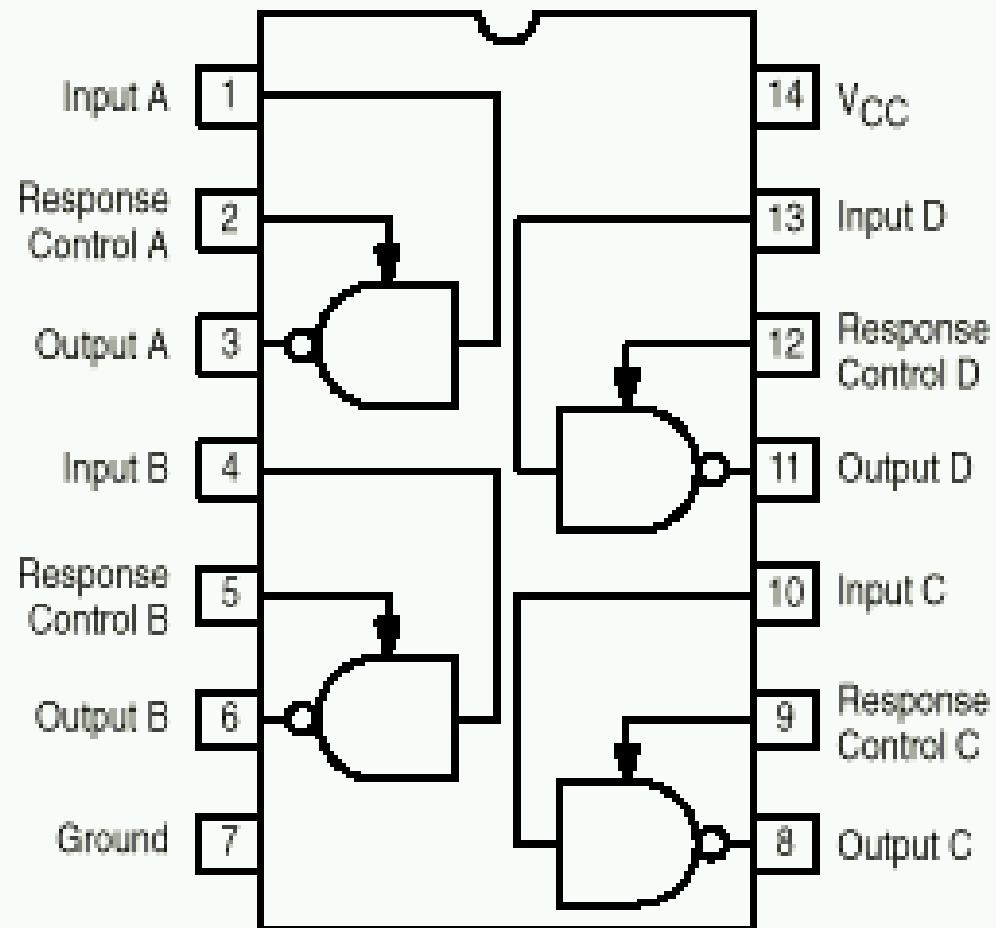 Input A
1
Response
Control A
2
Output A
3
Input B
4
Response
Control B
5
Output B
6
Ground
7
14
VCC
13
Input D
12
Response
Control D
11
Output D
10
Input C
9
Response
Control C
8
Output C